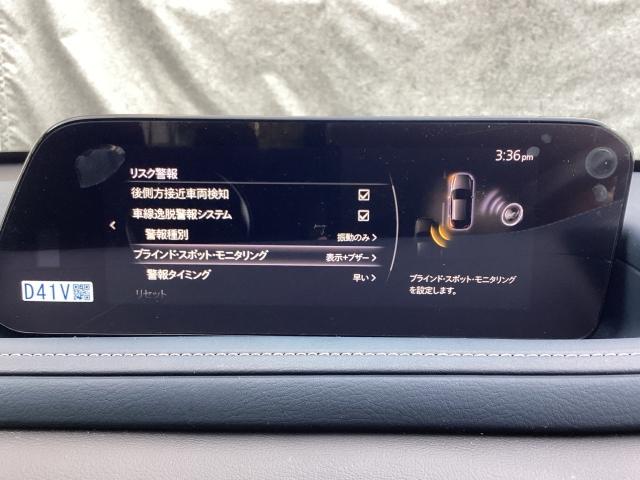 3:36pm
リスク警報
後側方接近車両検知
車線逸脱警報システム
警報種別 振動のみ
ブラインド・スポット・モニタリング 表示+ブザー
警報タイミング 早い
リセット
ブラインド・スポット・モニタリング
を設定します。
D41V